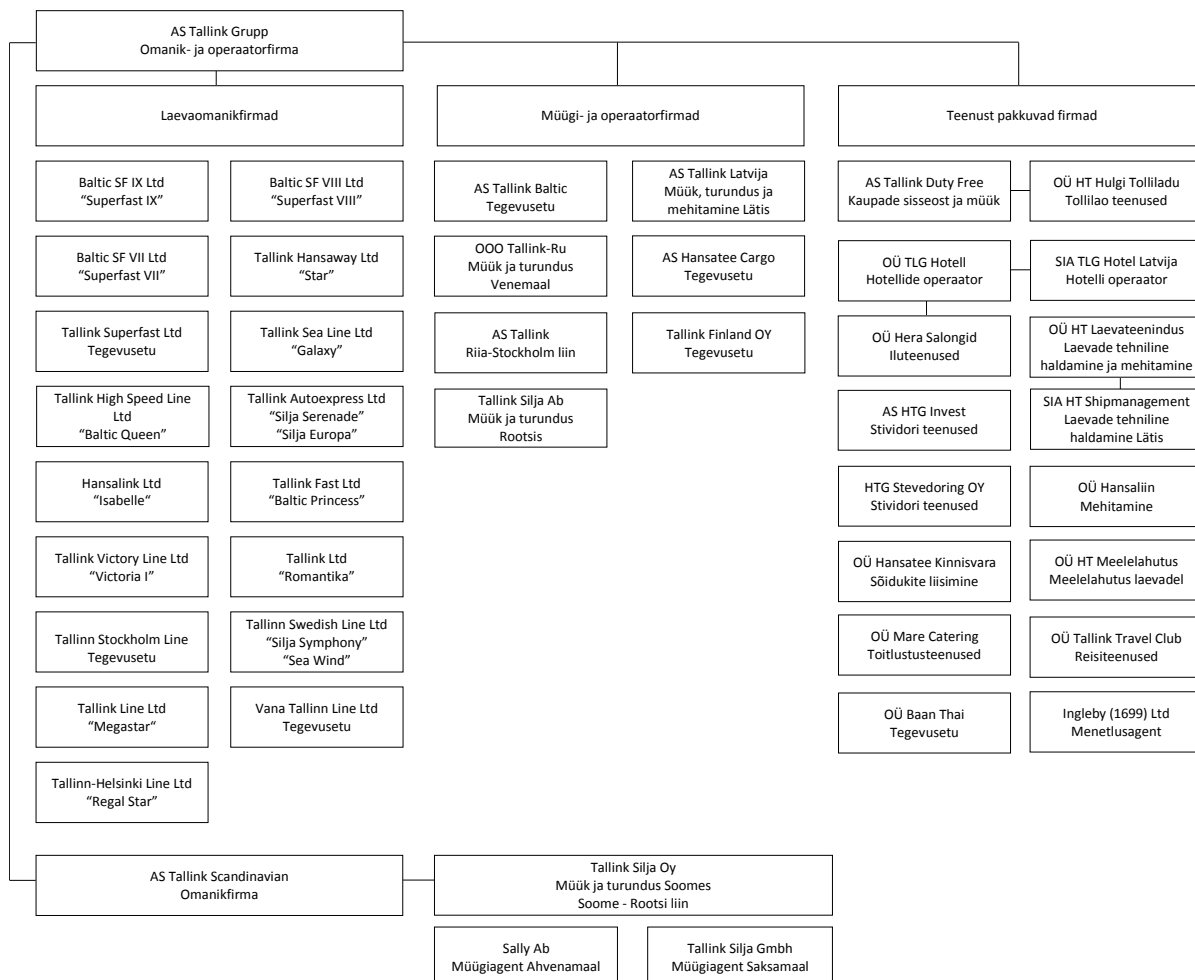 AS Tallink Grupp
Omanik- ja operaatorfirma
Laevaomanikfirmad
Müügi- ja operaatorfirmad
Teenust pakkuvad firmad
Baltic SF IX Ltd
“Superfast IX”
Baltic SF VIII Ltd
“Superfast VIII”
AS Tallink Baltic
Tegevusetu
AS Tallink Latvija
Müük, turundus ja
mehitamine Lätis
AS Tallink Duty Free
Kaupade sisseost ja müük
OÜ HT Hulgi Tolliladu
Tollilao teenused
Baltic SF VII Ltd
“Superfast VII”
Tallink Hansaway Ltd
“Star”
OOO Tallink-Ru
Müük ja turundus
Venemaal
AS Hansatee Cargo
Tegevusetu
OÜ TLG Hotell
Hotellide operaator
SIA TLG Hotel Latvija
Hotelli operaator
Tallink Superfast Ltd
Tegevusetu
Tallink Sea Line Ltd
“Galaxy”
AS Tallink
Riia-Stockholm liin
Tallink Finland OY
Tegevusetu
OÜ Hera Salongid
Iluteenused
OÜ HT Laevateenindus
Laevade tehniline
haldamine ja mehitamine
Tallink High Speed Line
Ltd
“Baltic Queen”
Tallink Autoexpress Ltd
“Silja Serenade”
“Silja Europa”
Tallink Silja Ab
Müük ja turundus
Rootsis
AS HTG Invest
Stividori teenused
SIA HT Shipmanagement
Laevade tehniline
haldamine Lätis
Hansalink Ltd
“Isabelle“
Tallink Fast Ltd
“Baltic Princess”
HTG Stevedoring OY
Stividori teenused
OÜ Hansaliin
Mehitamine
Tallink Victory Line Ltd
“Victoria I”
Tallink Ltd
“Romantika”
OÜ Hansatee Kinnisvara
Sõidukite liisimine
OÜ HT Meelelahutus
Meelelahutus laevadel
Tallinn Stockholm Line
Tegevusetu
Tallinn Swedish Line Ltd
“Silja Symphony”
“Sea Wind”
OÜ Mare Catering
Toitlustusteenused
OÜ Tallink Travel Club
Reisiteenused
Tallink Line Ltd
“Megastar“
Vana Tallinn Line Ltd
Tegevusetu
OÜ Baan Thai
Tegevusetu
Ingleby (1699) Ltd
Menetlusagent
Tallinn-Helsinki Line Ltd
“Regal Star”
AS Tallink Scandinavian
Omanikfirma
Tallink Silja Oy
Müük ja turundus Soomes
Soome - Rootsi liin
Sally Ab
Müügiagent Ahvenamaal
Tallink Silja Gmbh
Müügiagent Saksamaal